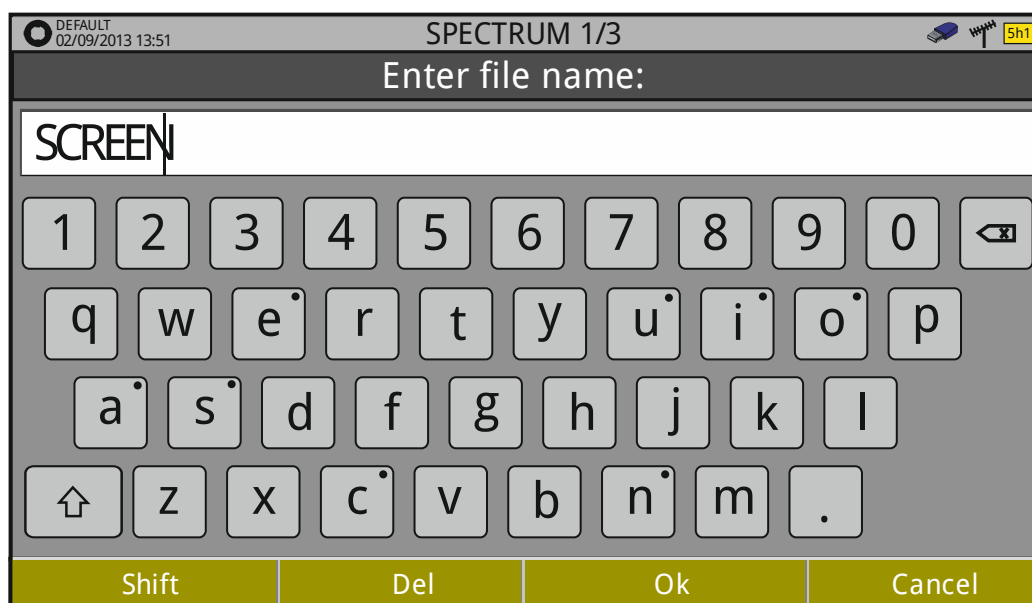 DEFAULT
02/09/2013 13:51
SPECTRUM 1/3
5h1
Enter file name:
SCREEN
1 2 3 4 5 6 7 8 9 0
q w e r t y u i o p
a s d f g h j k l
z x c v b n m .
Shift Del Ok Cancel